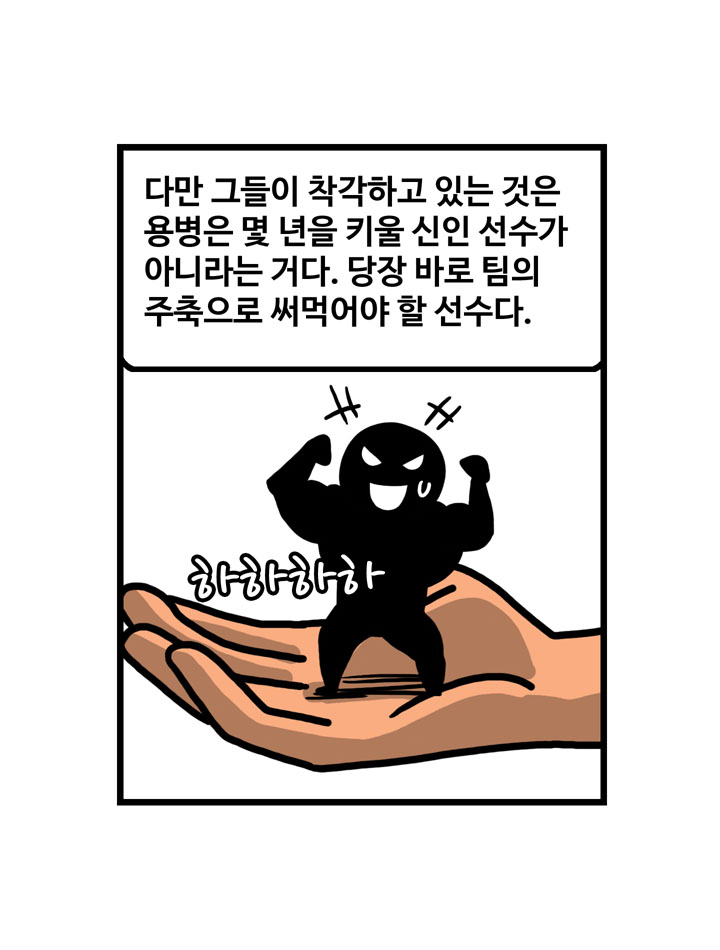 다만 그들이 착각하고 있는 것은
용병은 몇 년을 키울 신인 선수가
아니라는 거다. 당장 바로 팀의
주축으로 써먹어야 할 선수다.
하하하하